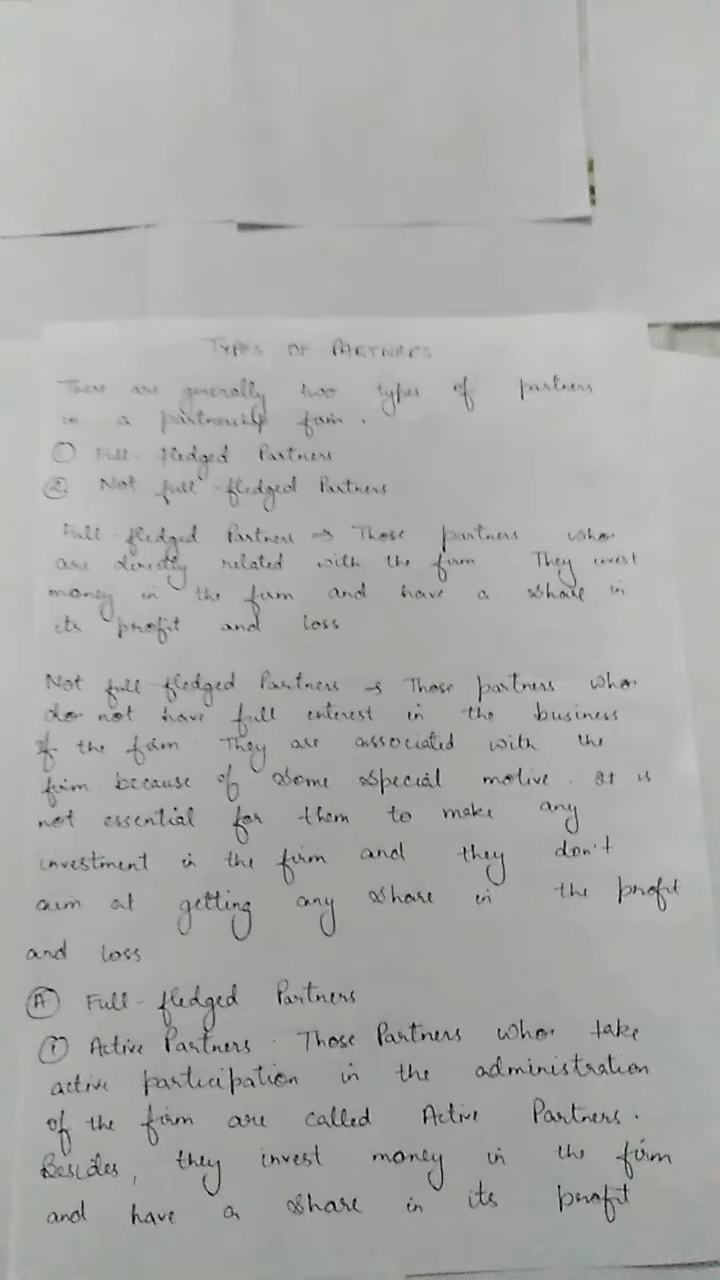 TYPES OF PARTNERS
There are generally two types of partners
in a partnership firm.
① Full-fledged Partners
② Not full-fledged Partners
Full-fledged Partners → Those partners who
are directly related with the firm They invest
money in the firm and have a share in
its profit and loss
Not full-fledged Partners → Those partners who
do not have full interest in the business
of the firm They are associated with the
firm because of some special motive. It is
not essential for them to make any
investment in the firm and they don't
aim at getting any share in the profit
and loss
Ⓐ Full-fledged Partners
① Active Partners : Those Partners who take
active participation in the administration
of the firm are called Active Partners.
Besides, they invest money in the firm
and have a share in its profit